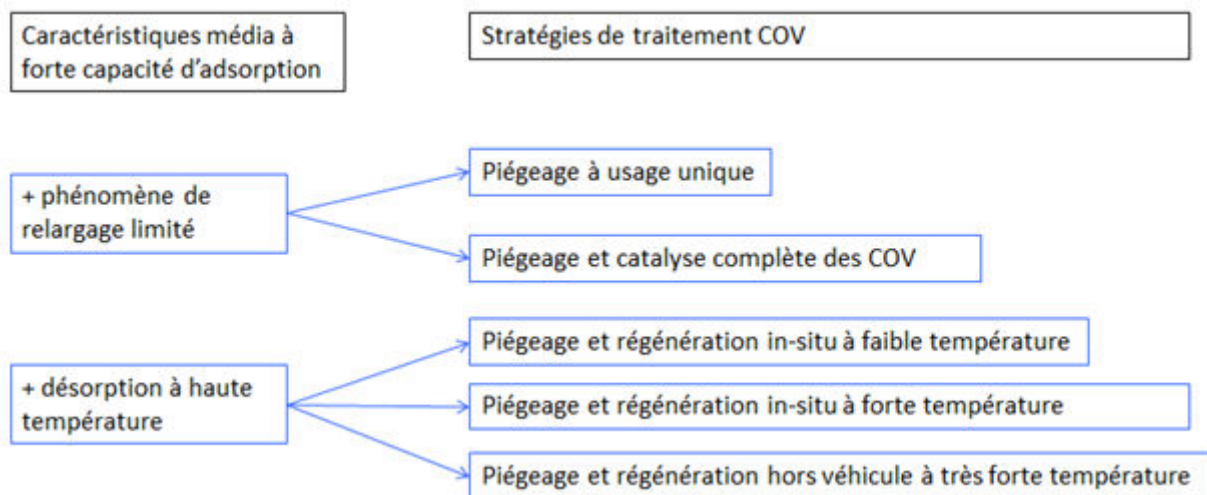 Caractéristiques média à
forte capacité d'adsorption
Stratégies de traitement COV
+ phénomène de
relargage limité
Piégeage à usage unique
Piégeage et catalyse complète des COV
+ désorption à haute
température
Piégeage et régénération in-situ à faible température
Piégeage et régénération in-situ à forte température
Piégeage et régénération hors véhicule à très forte température